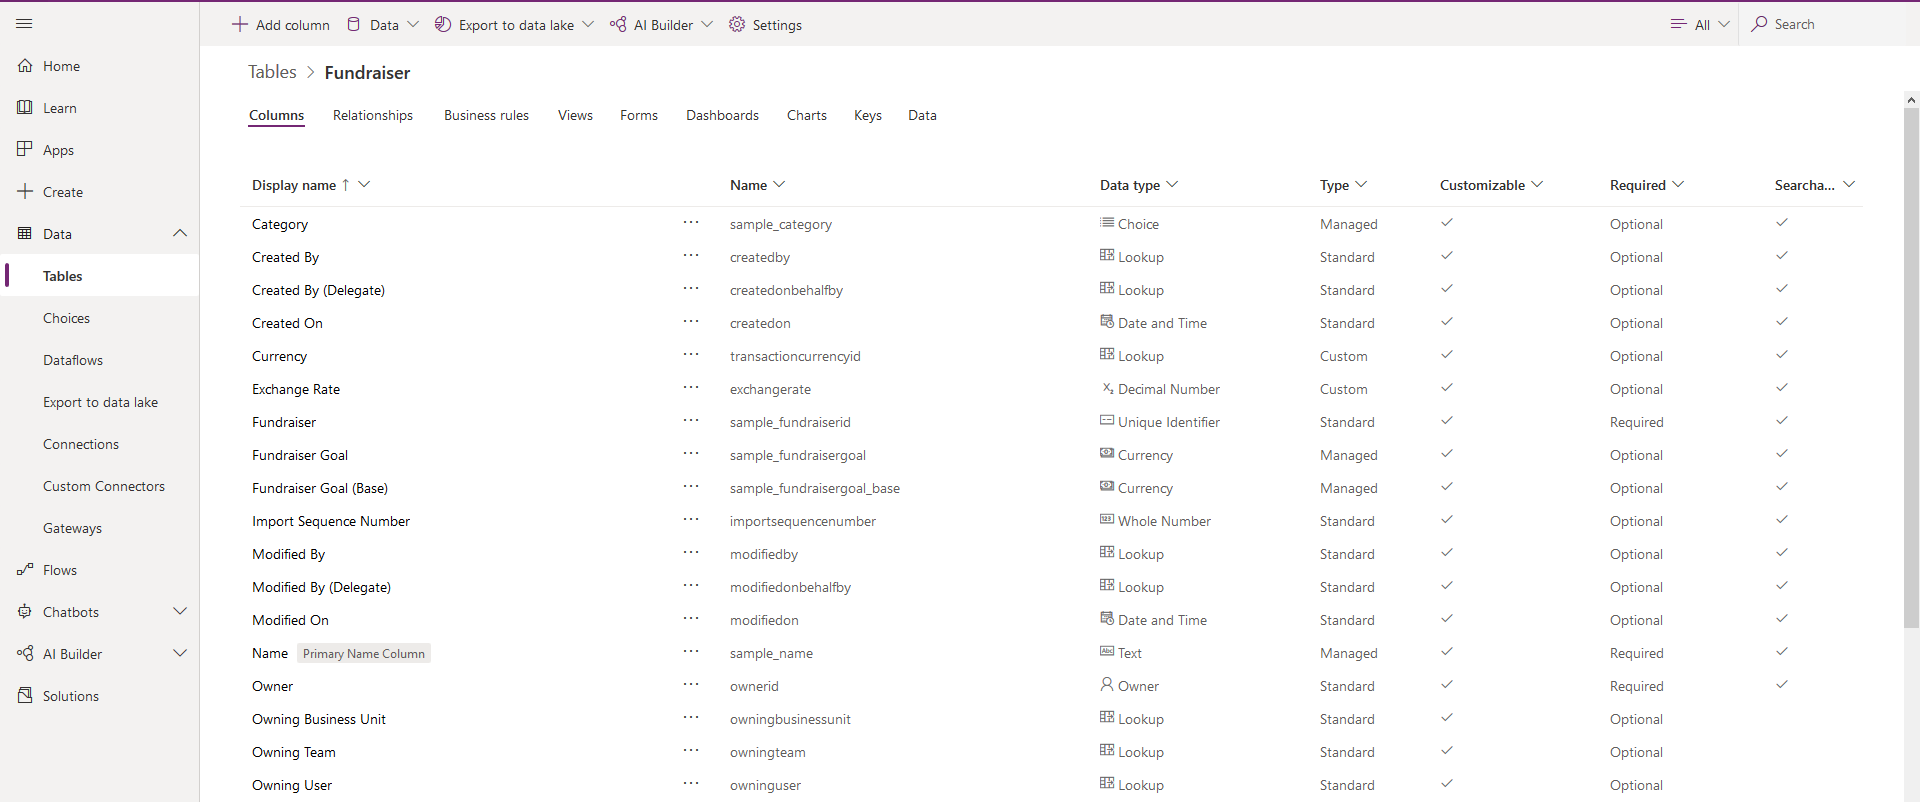 Add column Data Export to data lake AI Builder Settings All Search
Home
Learn
Apps
Create
Data
Tables
Choices
Dataflows
Export to data lake
Connections
Custom Connectors
Gateways
Flows
Chatbots
AI Builder
Solutions
Tables > Fundraiser
Columns Relationships Business rules Views Forms Dashboards Charts Keys Data
Display name ↑ Name Data type Type Customizable Required Searcha...
Category ... sample_category Choice Managed ✓ Optional ✓
Created By ... createdby Lookup Standard ✓ Optional ✓
Created By (Delegate) ... createdonbehalfby Lookup Standard ✓ Optional ✓
Created On ... createdon Date and Time Standard ✓ Optional ✓
Currency ... transactioncurrencyid Lookup Custom ✓ Optional ✓
Exchange Rate ... exchangerate X₂ Decimal Number Custom ✓ Optional ✓
Fundraiser ... sample_fundraiserid Unique Identifier Standard ✓ Required ✓
Fundraiser Goal ... sample_fundraisergoal Currency Managed ✓ Optional ✓
Fundraiser Goal (Base) ... sample_fundraisergoal_base Currency Managed ✓ Optional ✓
Import Sequence Number ... importsequencenumber 123 Whole Number Standard ✓ Optional ✓
Modified By ... modifiedby Lookup Standard ✓ Optional ✓
Modified By (Delegate) ... modifiedonbehalfby Lookup Standard ✓ Optional ✓
Modified On ... modifiedon Date and Time Standard ✓ Optional ✓
Name Primary Name Column ... sample_name Abc Text Managed ✓ Required ✓
Owner ... ownerid Owner Standard ✓ Required ✓
Owning Business Unit ... owningbusinessunit Lookup Standard ✓ Optional
Owning Team ... owningteam Lookup Standard ✓ Optional
Owning User ... owninguser Lookup Standard ✓ Optional